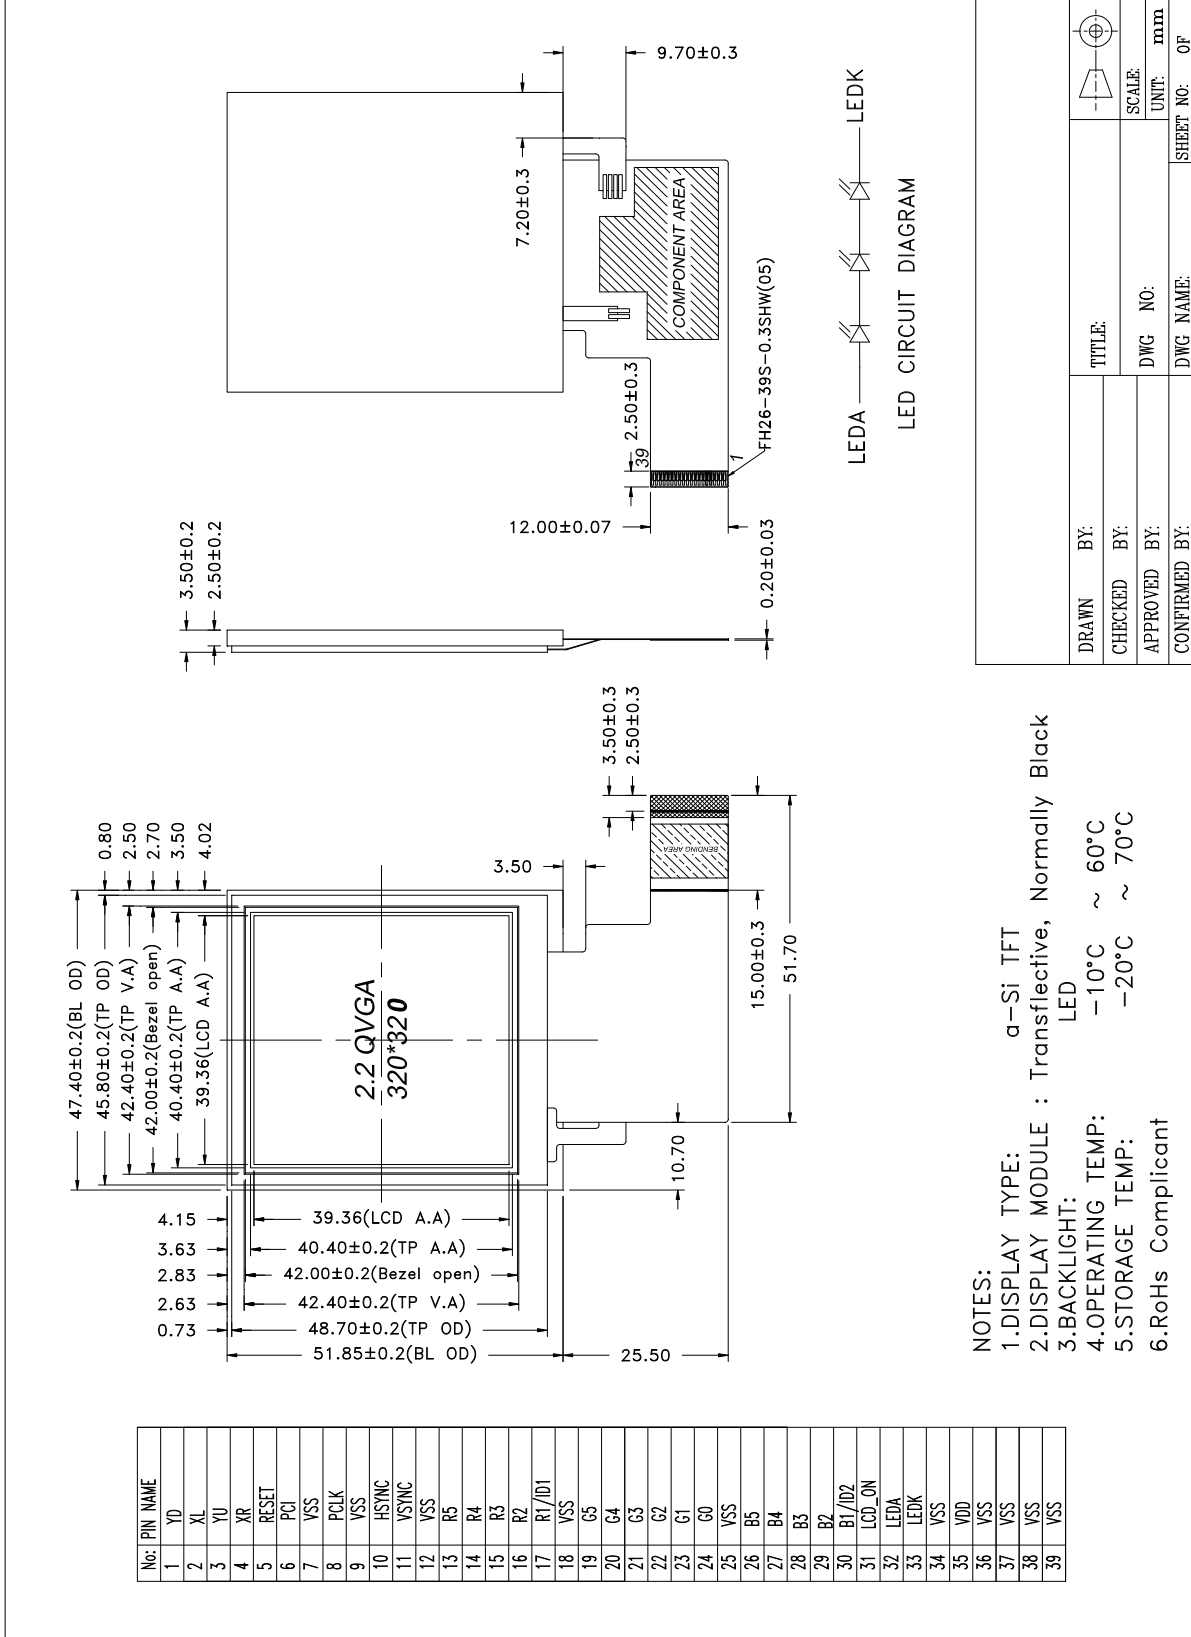 47.40±0.2(BL OD)
45.80±0.2(TP OD)
42.40±0.2(TP V.A)
42.00±0.2(Bezel open)
40.40±0.2(TP A.A)
39.36(LCD A.A)
0.80
2.50
2.70
3.50
4.02
2.2 QVGA
320*320
4.15
39.36(LCD A.A)
3.63
40.40±0.2(TP A.A)
2.83
42.00±0.2(Bezel open)
2.63
42.40±0.2(TP V.A)
0.73
48.70±0.2(TP OD)
51.85±0.2(BL OD)
25.50
10.70
3.50
15.00±0.3
51.70
3.50±0.3
2.50±0.3
BENDING AREA
3.50±0.2
2.50±0.2
0.20±0.03
9.70±0.3
7.20±0.3
COMPONENT AREA
2.50±0.3
39
1
FH26-39S-0.3SHW(05)
12.00±0.07
LEDA
LEDK
LED CIRCUIT DIAGRAM
No: PIN NAME
1 YD
2 XL
3 YU
4 XR
5 RESET
6 PCI
7 VSS
8 PCLK
9 VSS
10 HSYNC
11 VSYNC
12 VSS
13 R5
14 R4
15 R3
16 R2
17 R1/ID1
18 VSS
19 G5
20 G4
21 G3
22 G2
23 G1
24 G0
25 VSS
26 B5
27 B4
28 B3
29 B2
30 B1/ID2
31 LCD_ON
32 LEDA
33 LEDK
34 VSS
35 VDD
36 VSS
37 VSS
38 VSS
39 VSS
NOTES:
1.DISPLAY TYPE: a-Si TFT
2.DISPLAY MODULE : Transflective, Normally Black
3.BACKLIGHT: LED
4.OPERATING TEMP: -10°C ~ 60°C
5.STORAGE TEMP: -20°C ~ 70°C
6.RoHs Complicant
DRAWN BY:
CHECKED BY:
APPROVED BY:
CONFIRMED BY:
TITLE:
DWG NO:
DWG NAME:
SCALE:
UNIT: mm
SHEET NO: OF